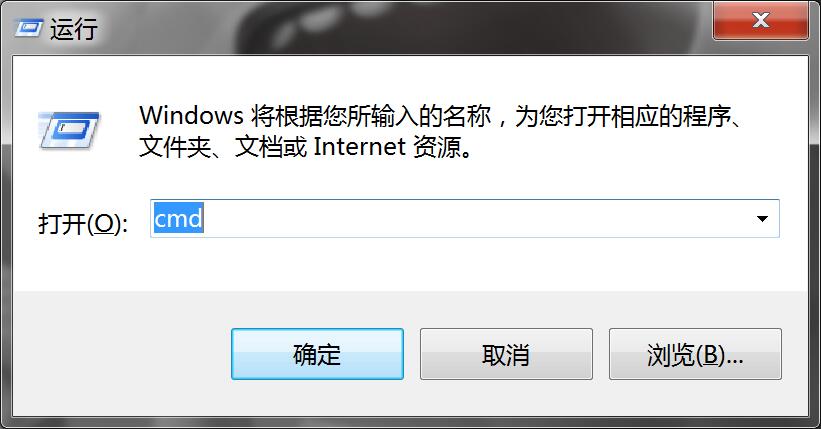 运行
Windows 将根据您所输入的名称，为您打开相应的程序、
文件夹、文档或 Internet 资源。
打开(O): cmd
确定 取消 浏览(B)...